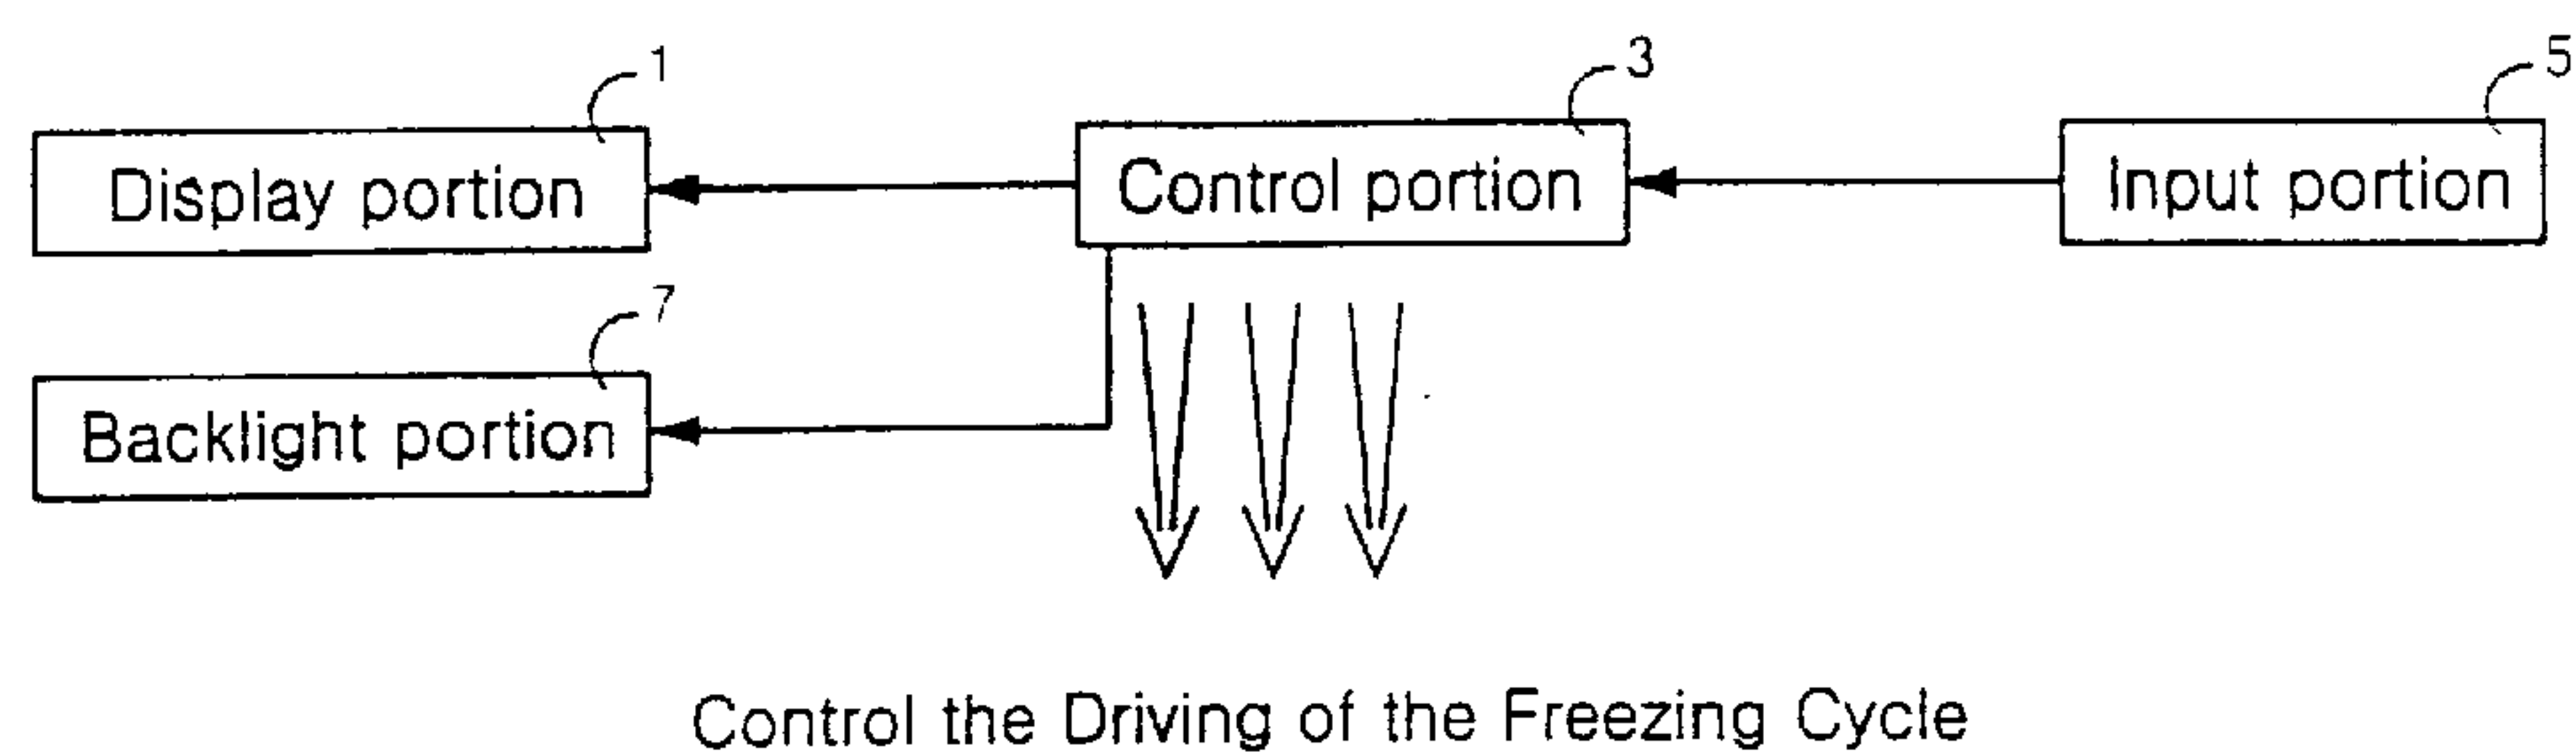 1
3
5
Display portion
Control portion
Input portion
7
Backlight portion
Control the Driving of the Freezing Cycle